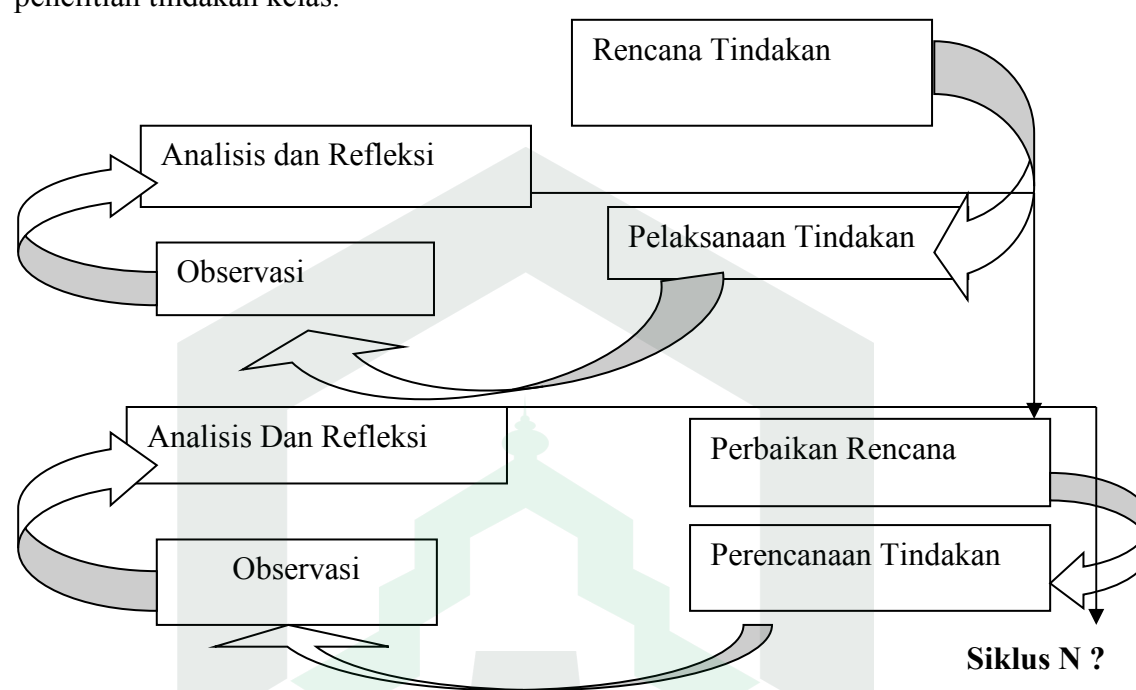 penelitian tindakan kelas.
Rencana Tindakan
Analisis dan Refleksi
Pelaksanaan Tindakan
Observasi
Analisis Dan Refleksi
Perbaikan Rencana
Observasi
Perencanaan Tindakan
Siklus N ?